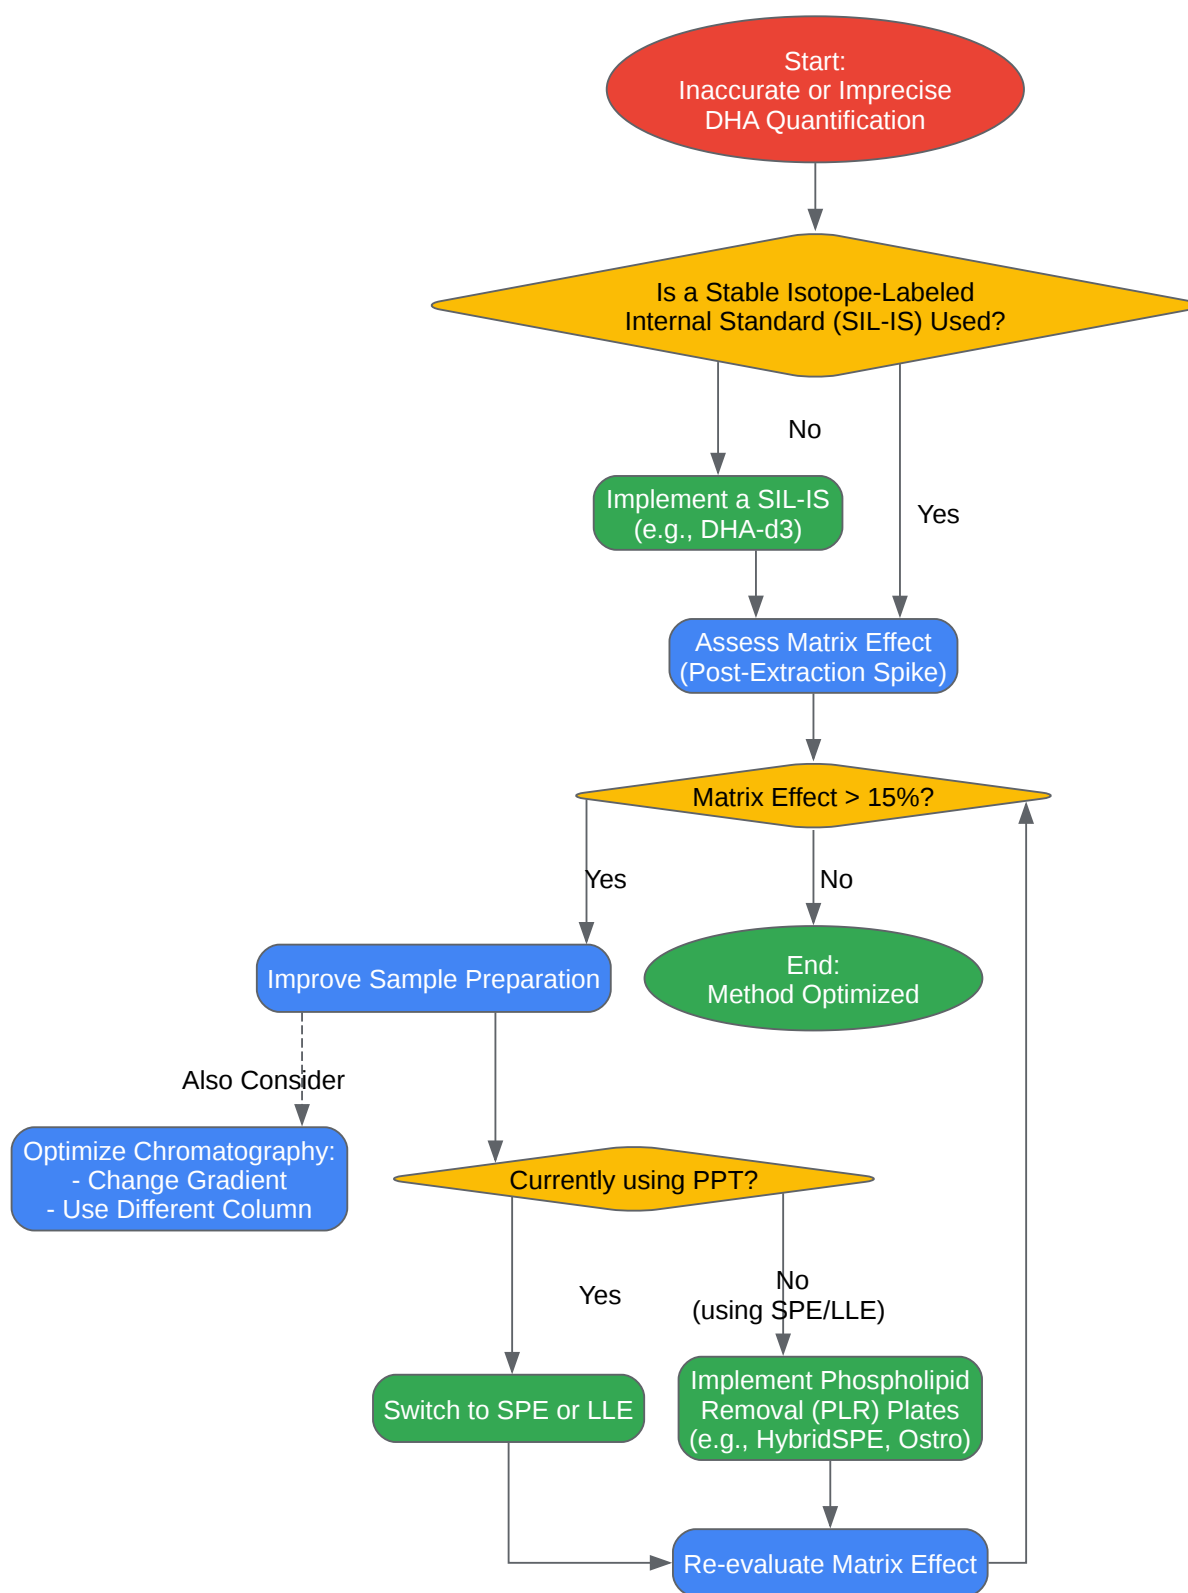 Start:
Inaccurate or Imprecise
DHA Quantification
Is a Stable Isotope-Labeled
Internal Standard (SIL-IS) Used?
No
Implement a SIL-IS
(e.g., DHA-d3)
Yes
Assess Matrix Effect
(Post-Extraction Spike)
Matrix Effect > 15%?
Yes
No
Improve Sample Preparation
End:
Method Optimized
Also Consider
Optimize Chromatography:
- Change Gradient
- Use Different Column
Currently using PPT?
Yes
No
(using SPE/LLE)
Switch to SPE or LLE
Implement Phospholipid
Removal (PLR) Plates
(e.g., HybridSPE, Ostro)
Re-evaluate Matrix Effect